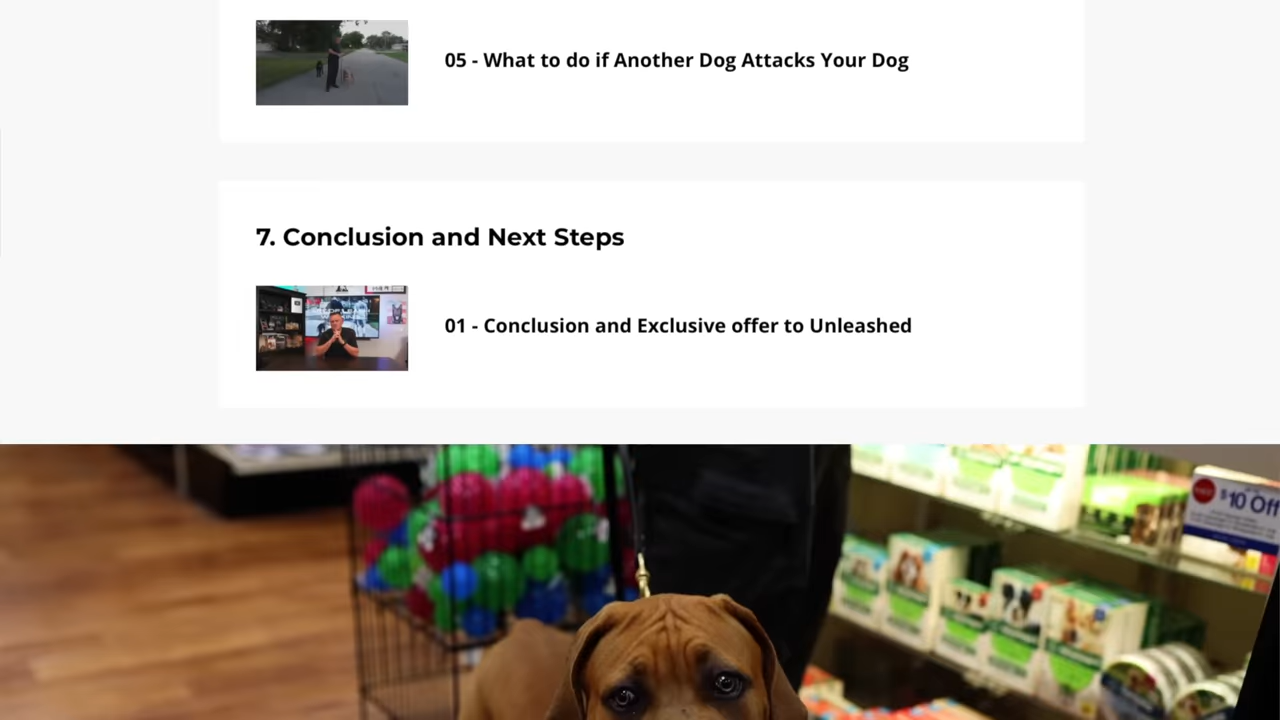 05 - What to do if Another Dog Attacks Your Dog
7. Conclusion and Next Steps
01 - Conclusion and Exclusive offer to Unleashed
$10 Off